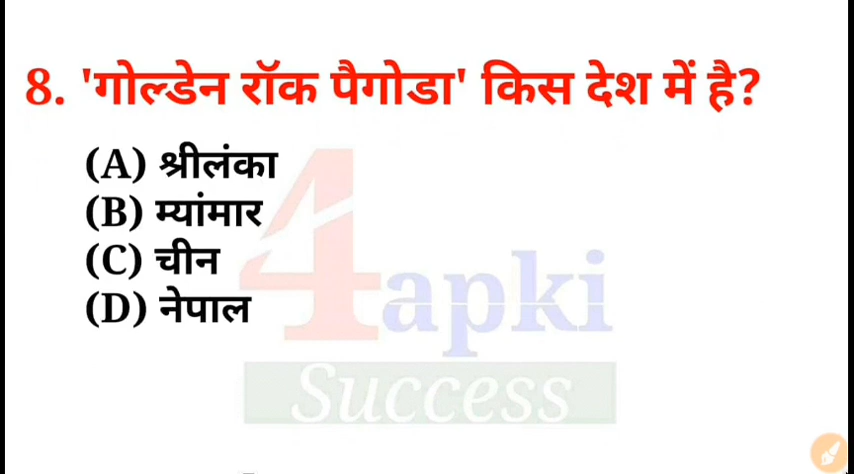 8. 'गोल्डेन रॉक पैगोडा' किस देश में है?
(A) श्रीलंका
(B) म्यांमार
(C) चीन
(D) नेपाल
4apki
Success